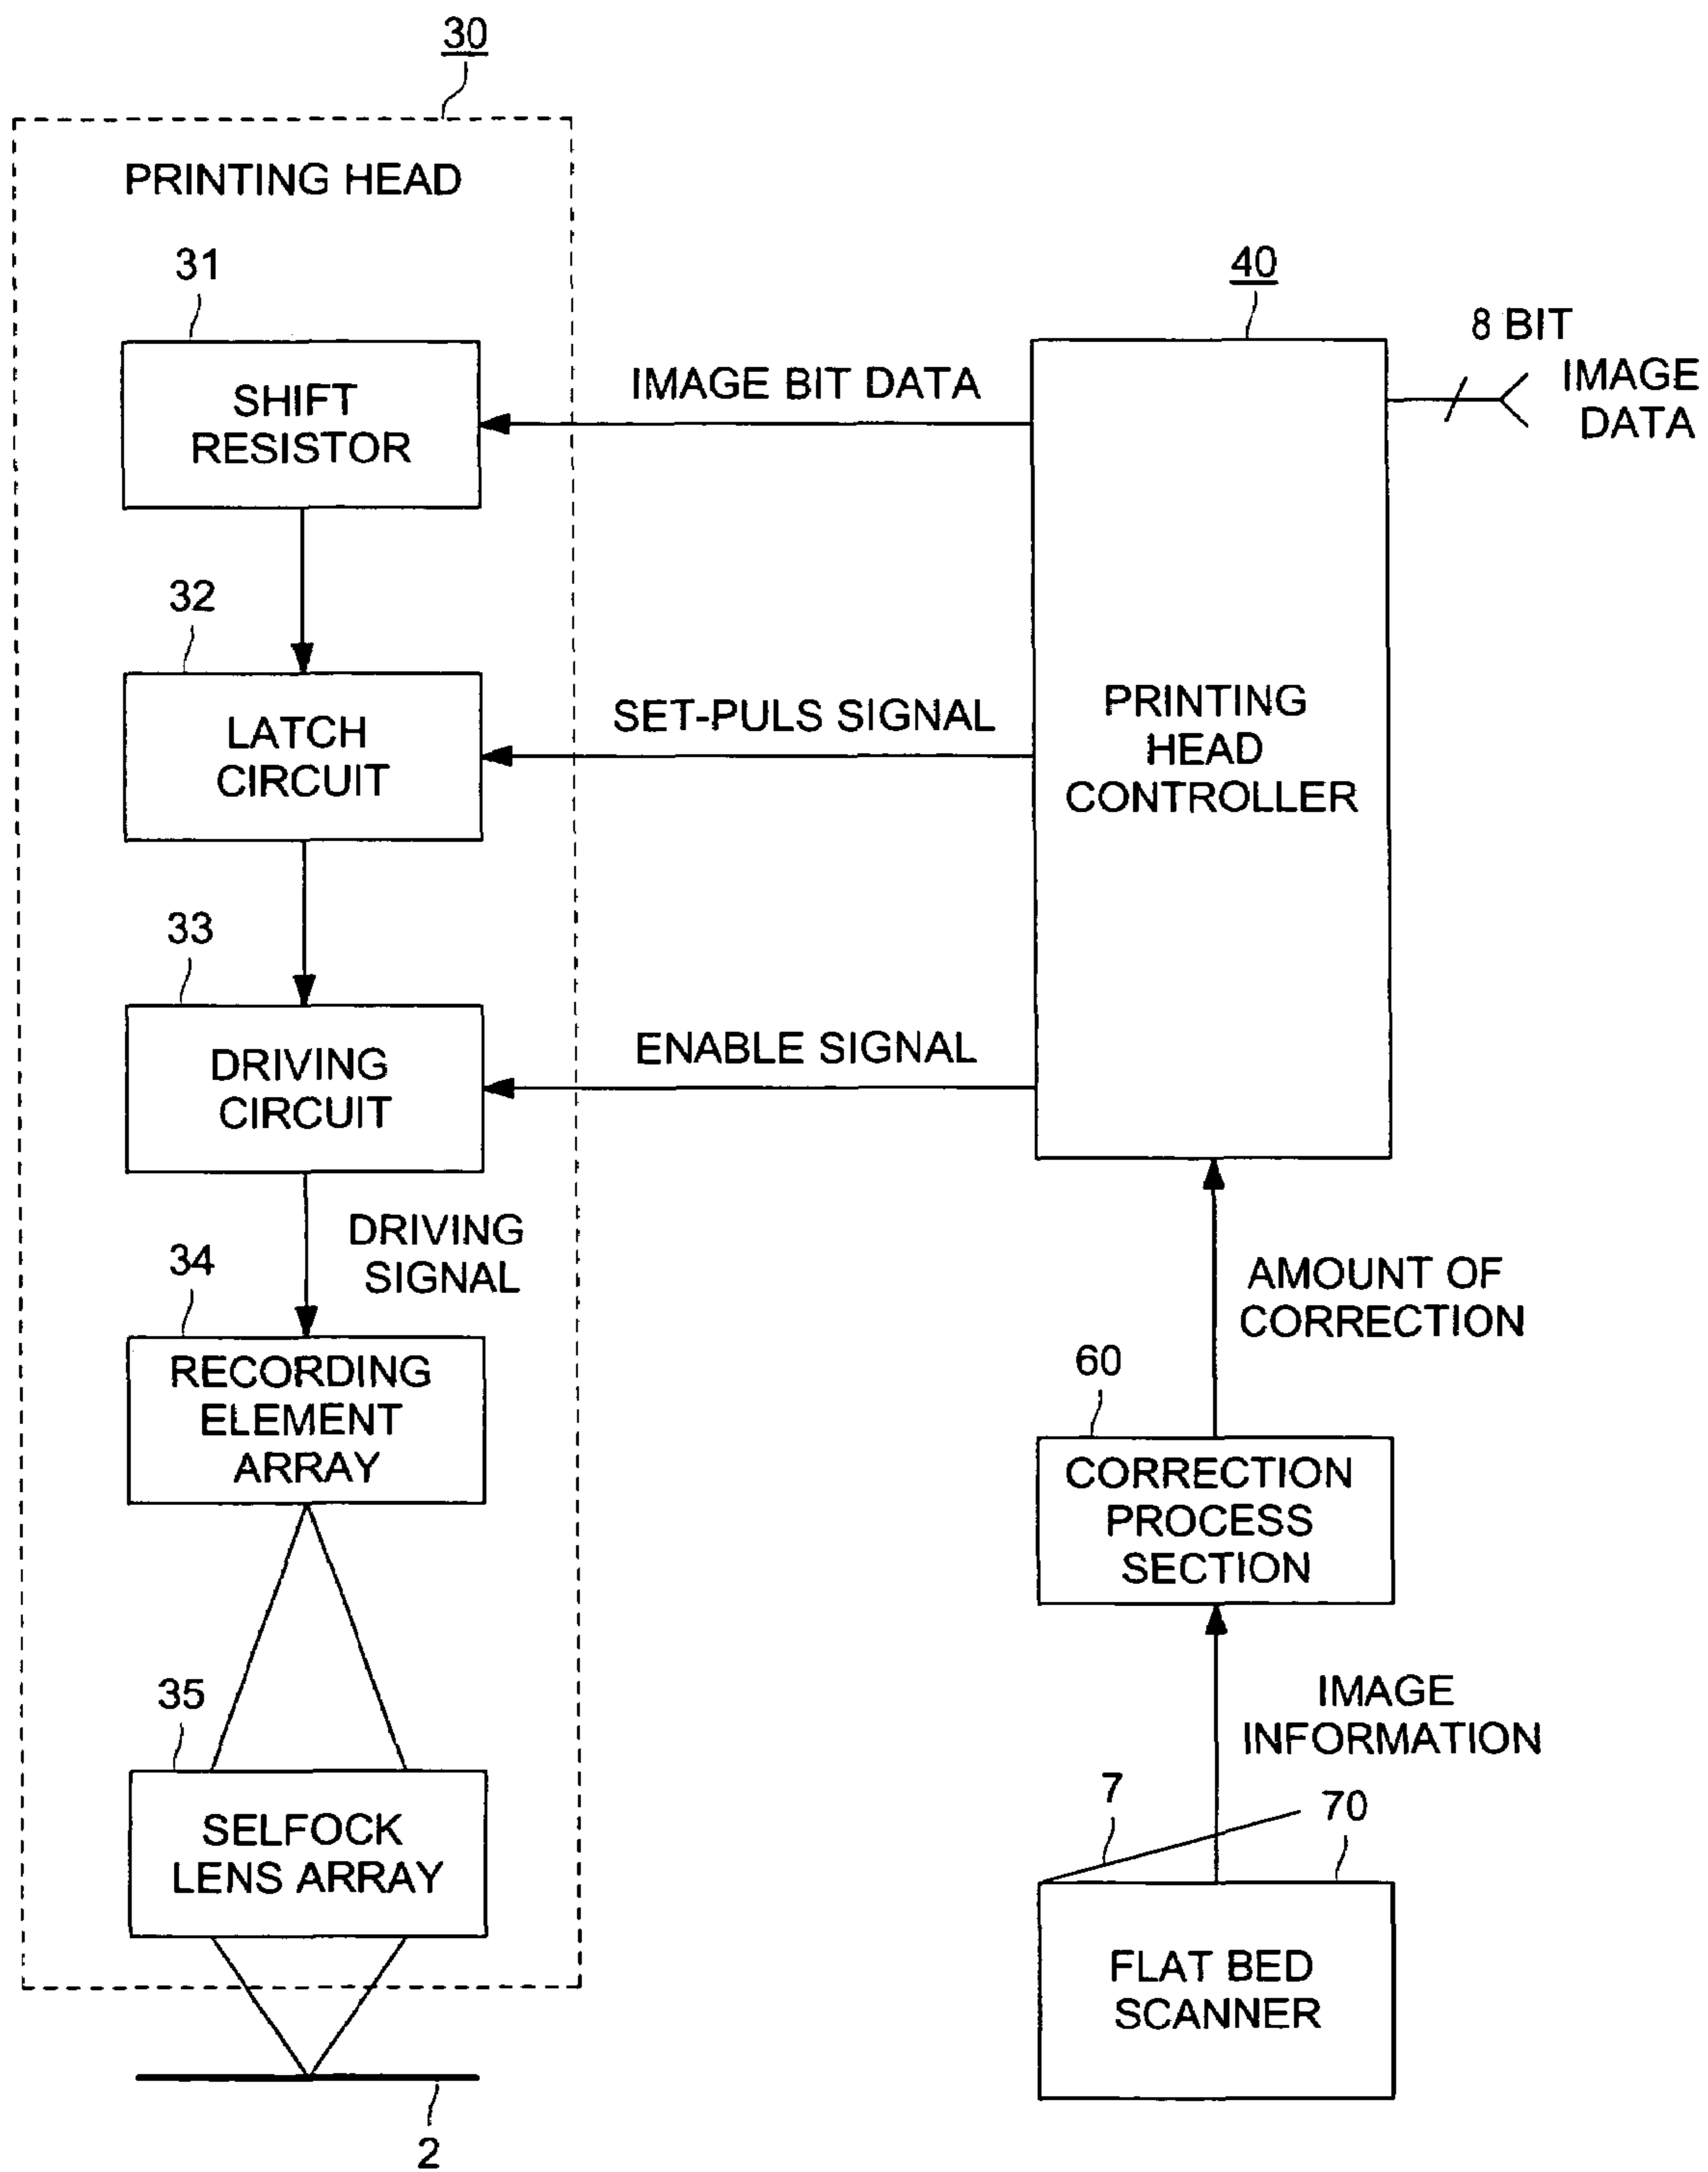 30
PRINTING HEAD
31
SHIFT
RESISTOR
IMAGE BIT DATA
40
8 BIT
IMAGE
DATA
32
LATCH
CIRCUIT
SET-PULS SIGNAL
PRINTING
HEAD
CONTROLLER
33
DRIVING
CIRCUIT
ENABLE SIGNAL
DRIVING
SIGNAL
34
RECORDING
ELEMENT
ARRAY
AMOUNT OF
CORRECTION
60
CORRECTION
PROCESS
SECTION
35
SELFOCK
LENS ARRAY
IMAGE
INFORMATION
7
70
FLAT BED
SCANNER
2